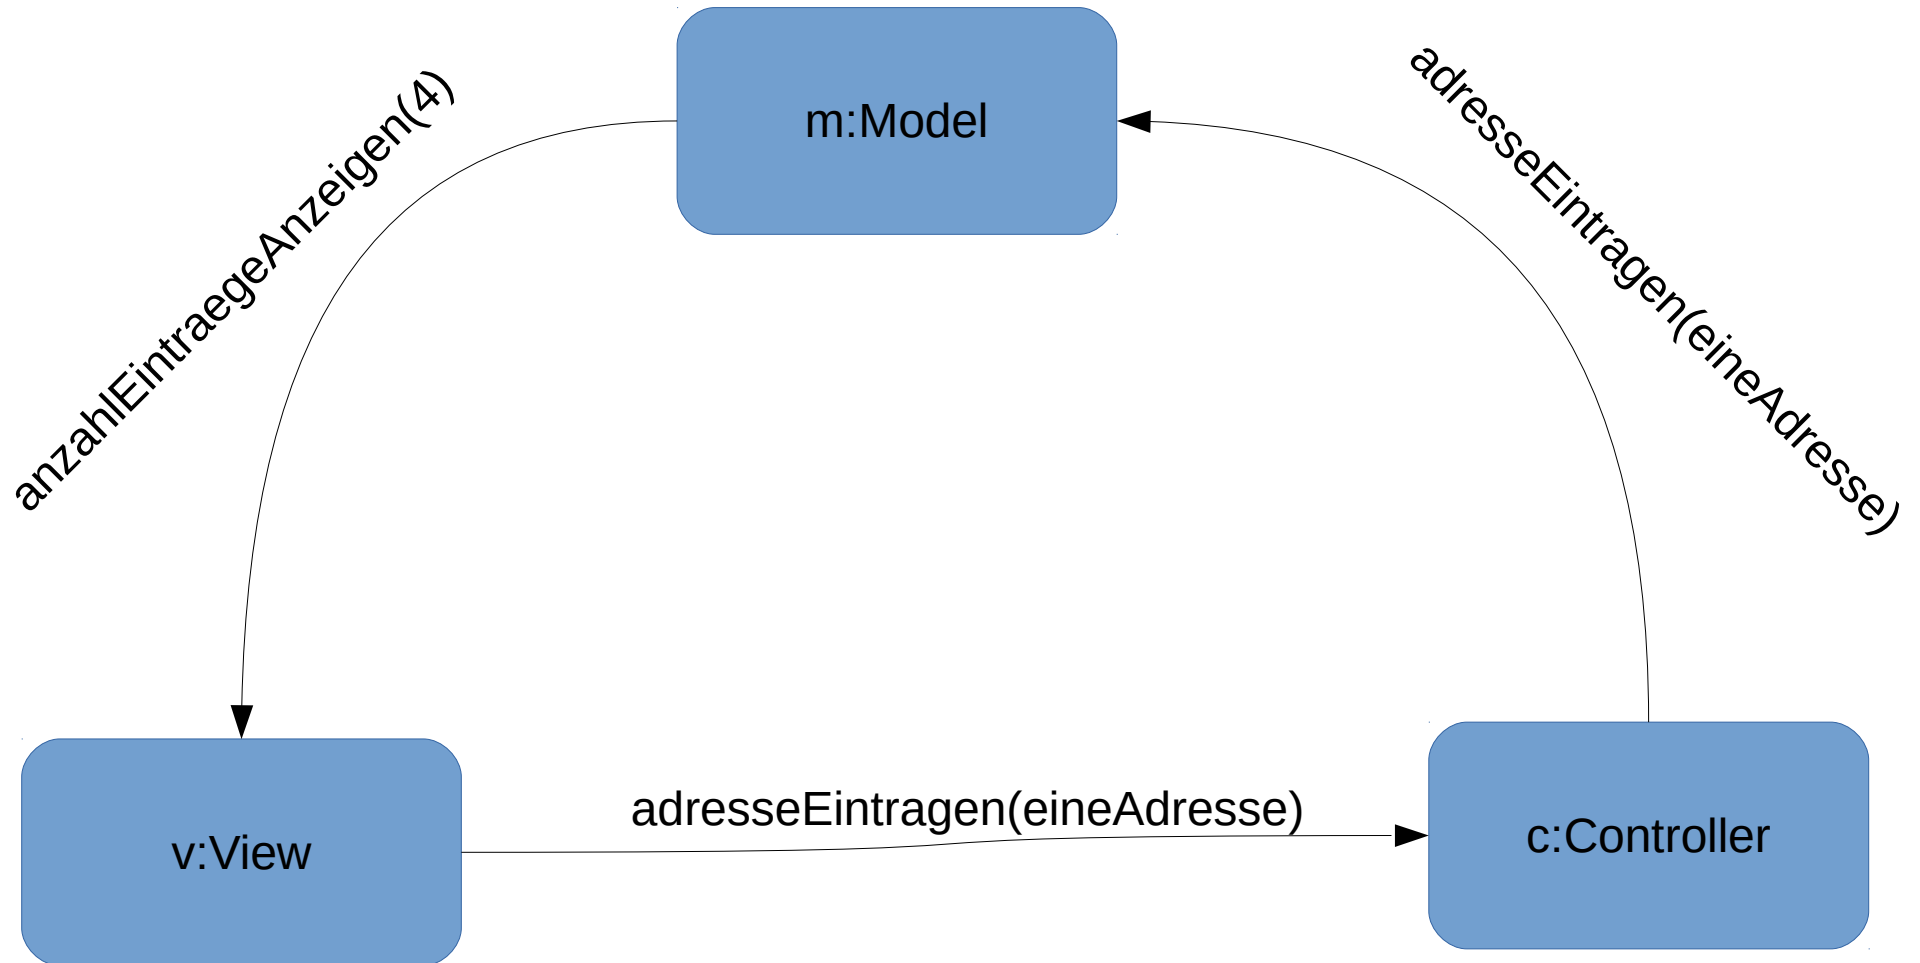 m:Model
anzahlEintraegeAnzeigen(4)
adresseEintragen(eineAdresse)
adresseEintragen(eineAdresse)
v:View
c:Controller